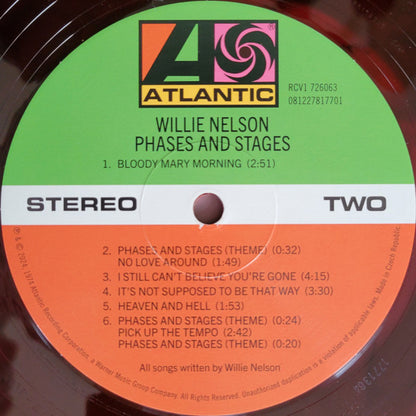 ATLANTIC
RCV1 726063
081227817701
WILLIE NELSON
PHASES AND STAGES
1. BLOODY MARY MORNING (2:51)
STEREO TWO
2. PHASES AND STAGES (THEME) (0:32)
NO LOVE AROUND (1:49)
3. I STILL CAN'T BELIEVE YOU'RE GONE (4:15)
4. IT'S NOT SUPPOSED TO BE THAT WAY (3:30)
5. HEAVEN AND HELL (1:53)
6. PHASES AND STAGES (THEME) (0:24)
PICK UP THE TEMPO (2:42)
PHASES AND STAGES (THEME) (0:20)
All songs written by Willie Nelson
℗ & © 2024, 1974 Atlantic Recording Corporation, a Warner Music Group Company. All Rights Reserved. Unauthorized duplication is a violation of applicable laws. Made in Czech Republic.